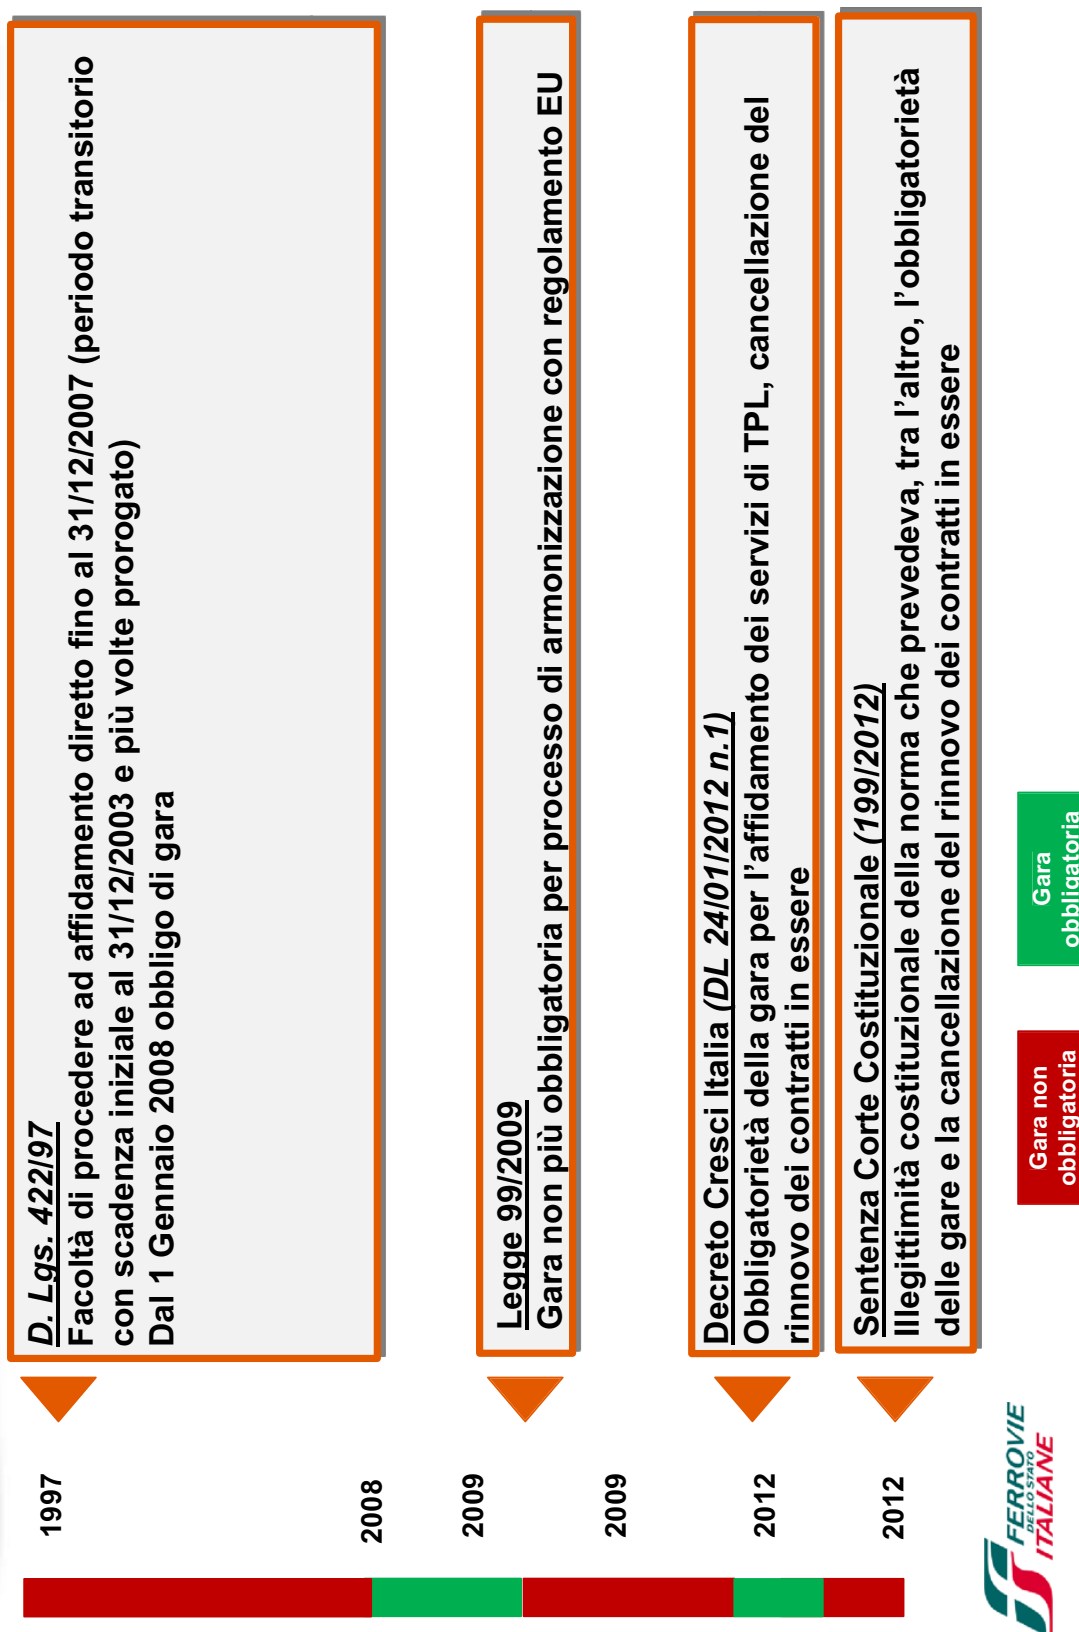 1997
D. Lgs. 422/97
Facoltà di procedere ad affidamento diretto fino al 31/12/2007 (periodo transitorio
con scadenza iniziale al 31/12/2003 e più volte prorogato)
Dal 1 Gennaio 2008 obbligo di gara
2008
2009
Legge 99/2009
Gara non più obbligatoria per processo di armonizzazione con regolamento EU
2009
2012
Decreto Cresci Italia (DL 24/01/2012 n.1)
Obbligatorietà della gara per l’affidamento dei servizi di TPL, cancellazione del
rinnovo dei contratti in essere
2012
Sentenza Corte Costituzionale (199/2012)
Illegittimità costituzionale della norma che prevedeva, tra l’altro, l’obbligatorietà
delle gare e la cancellazione del rinnovo dei contratti in essere
FERROVIE
DELLO STATO
ITALIANE
Gara non
obbligatoria
Gara
obbligatoria